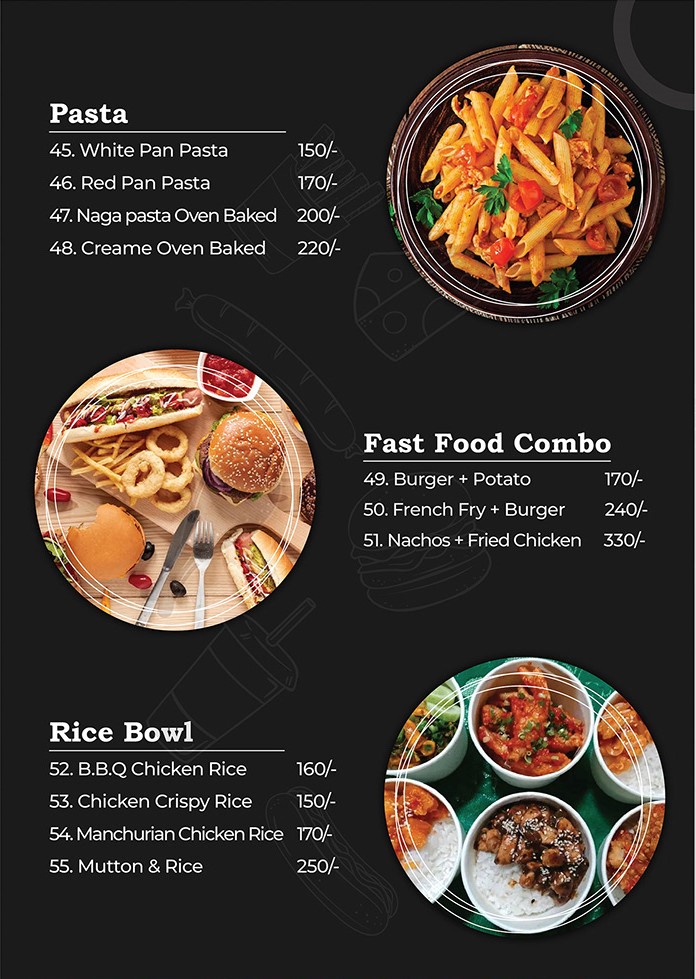 Pasta
45. White Pan Pasta 150/-
46. Red Pan Pasta 170/-
47. Naga pasta Oven Baked 200/-
48. Creame Oven Baked 220/-
Fast Food Combo
49. Burger + Potato 170/-
50. French Fry + Burger 240/-
51. Nachos + Fried Chicken 330/-
Rice Bowl
52. B.B.Q Chicken Rice 160/-
53. Chicken Crispy Rice 150/-
54. Manchurian Chicken Rice 170/-
55. Mutton & Rice 250/-